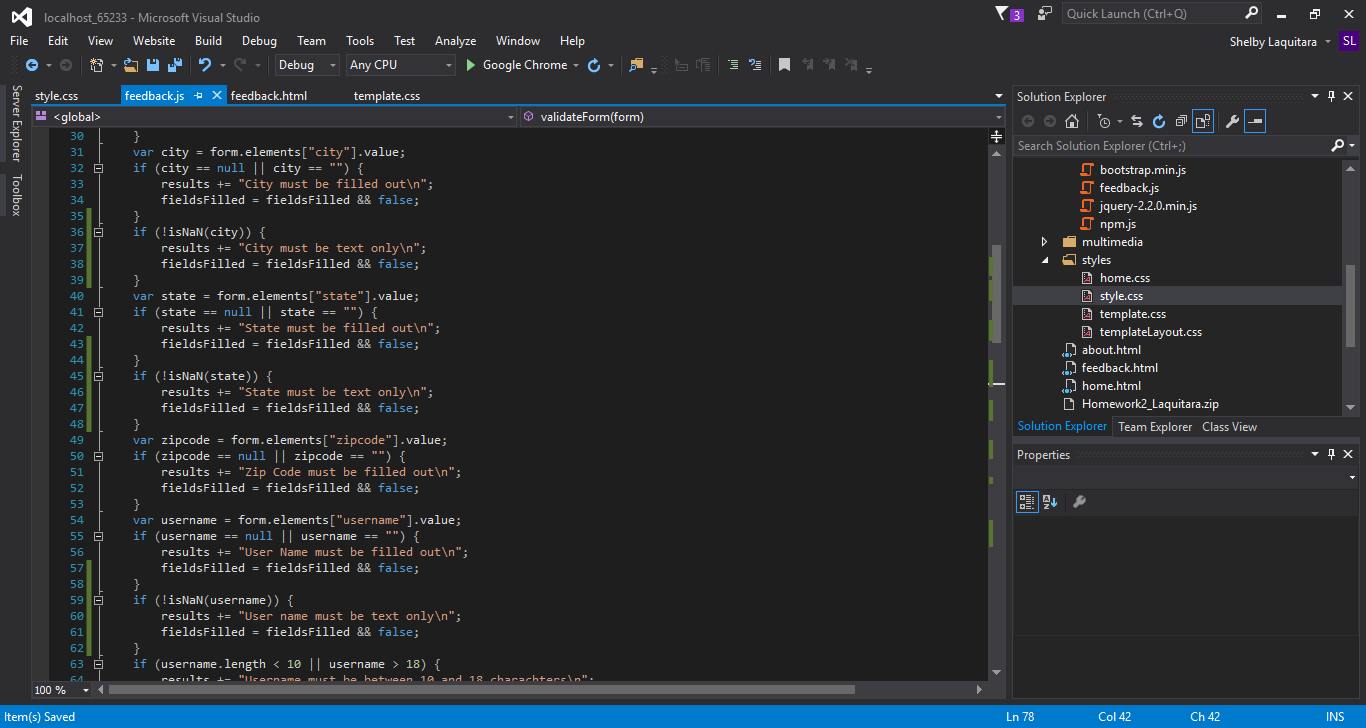 localhost_65233 - Microsoft Visual Studio
3
Quick Launch (Ctrl+Q)
File Edit View Website Build Debug Team Tools Test Analyze Window Help
Shelby Laquitara SL
Debug Any CPU Google Chrome
Server Explorer
Toolbox
style.css feedback.js feedback.html template.css
<global> validateForm(form)
30 }
31 var city = form.elements["city"].value;
32 if (city == null || city == "") {
33 results += "City must be filled out\n";
34 fieldsFilled = fieldsFilled && false;
35 }
36 if (!isNaN(city)) {
37 results += "City must be text only\n";
38 fieldsFilled = fieldsFilled && false;
39 }
40 var state = form.elements["state"].value;
41 if (state == null || state == "") {
42 results += "State must be filled out\n";
43 fieldsFilled = fieldsFilled && false;
44 }
45 if (!isNaN(state)) {
46 results += "State must be text only\n";
47 fieldsFilled = fieldsFilled && false;
48 }
49 var zipcode = form.elements["zipcode"].value;
50 if (zipcode == null || zipcode == "") {
51 results += "Zip Code must be filled out\n";
52 fieldsFilled = fieldsFilled && false;
53 }
54 var username = form.elements["username"].value;
55 if (username == null || username == "") {
56 results += "User Name must be filled out\n";
57 fieldsFilled = fieldsFilled && false;
58 }
59 if (!isNaN(username)) {
60 results += "User name must be text only\n";
61 fieldsFilled = fieldsFilled && false;
62 }
63 if (username.length < 10 || username > 18) {
64 results += "Username must be between 10 and 18 charachters\n";
100 %
Solution Explorer
Search Solution Explorer (Ctrl+;)
bootstrap.min.js
feedback.js
jquery-2.2.0.min.js
npm.js
multimedia
styles
home.css
style.css
template.css
templateLayout.css
about.html
feedback.html
home.html
Homework2_Laquitara.zip
Solution Explorer Team Explorer Class View
Properties
Item(s) Saved Ln 78 Col 42 Ch 42 INS